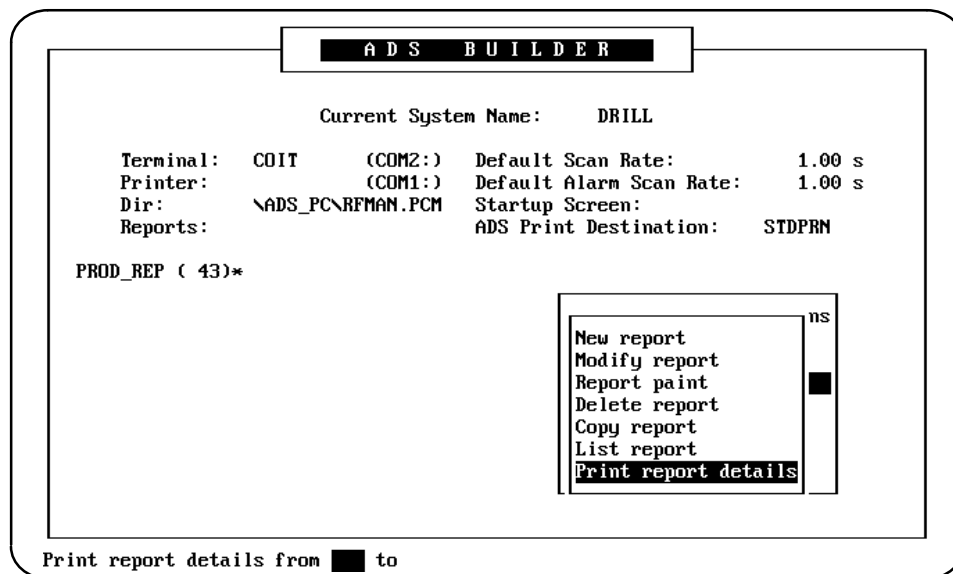 ADS BUILDER
Current System Name: DRILL
Terminal: COIT (COM2:) Default Scan Rate: 1.00 s
Printer: (COM1:) Default Alarm Scan Rate: 1.00 s
Dir: \ADS_PC\RFMAN.PCM Startup Screen:
Reports: ADS Print Destination: STDPRN
PROD_REP ( 43)*
ns
New report
Modify report
Report paint
Delete report
Copy report
List report
Print report details
Print report details from to